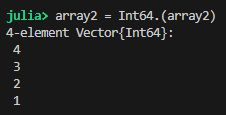 julia> array2 = Int64.(array2)
4-element Vector{Int64}:
 4
 3
 2
 1